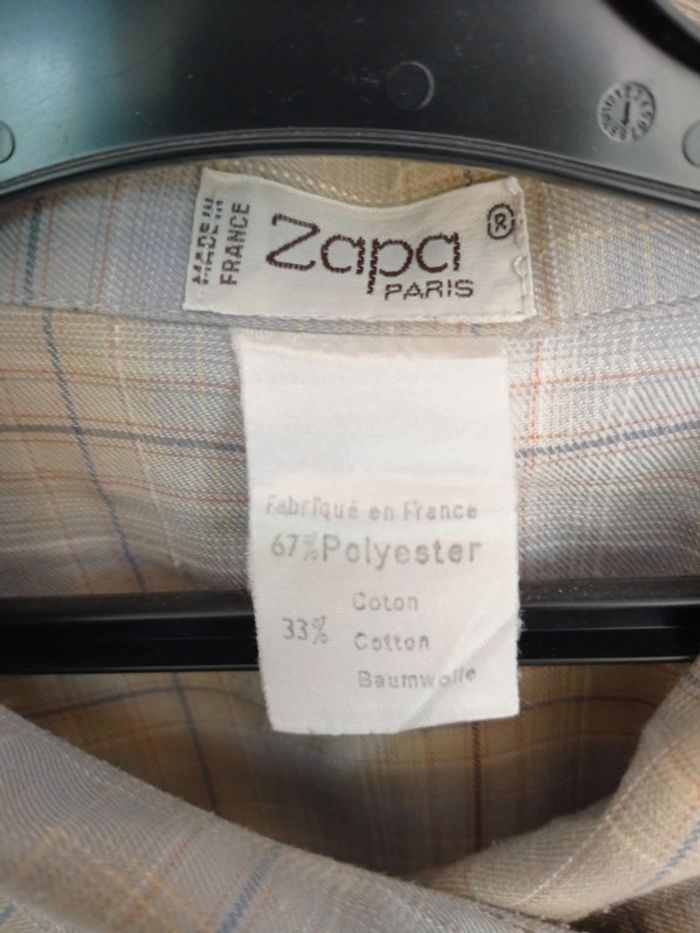 MADE IN
FRANCE
Zapa ®
PARIS
Fabriqué en France
67% Polyester
Coton
33% Cotton
Baumwolle